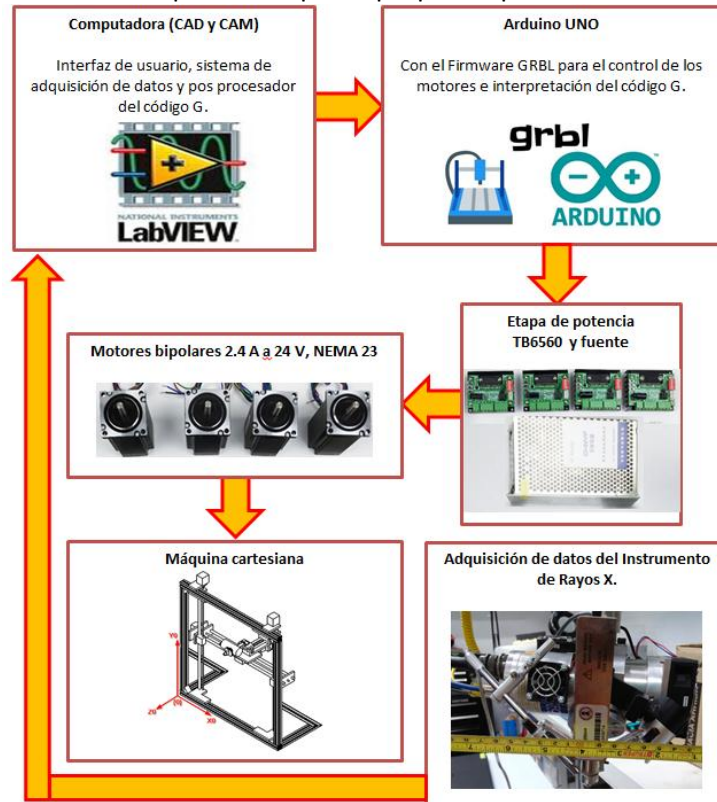 Computadora (CAD y CAM)
Interfaz de usuario, sistema de
adquisición de datos y pos procesador
del código G.
NATIONAL INSTRUMENTS
LabVIEW
Arduino UNO
Con el Firmware GRBL para el control de los
motores e interpretación del código G.
grbl
ARDUINO
Etapa de potencia
TB6560 y fuente
Motores bipolares 2.4 A a 24 V, NEMA 23
Máquina cartesiana
Y0
Z0
(0)
X0
Adquisición de datos del Instrumento
de Rayos X.